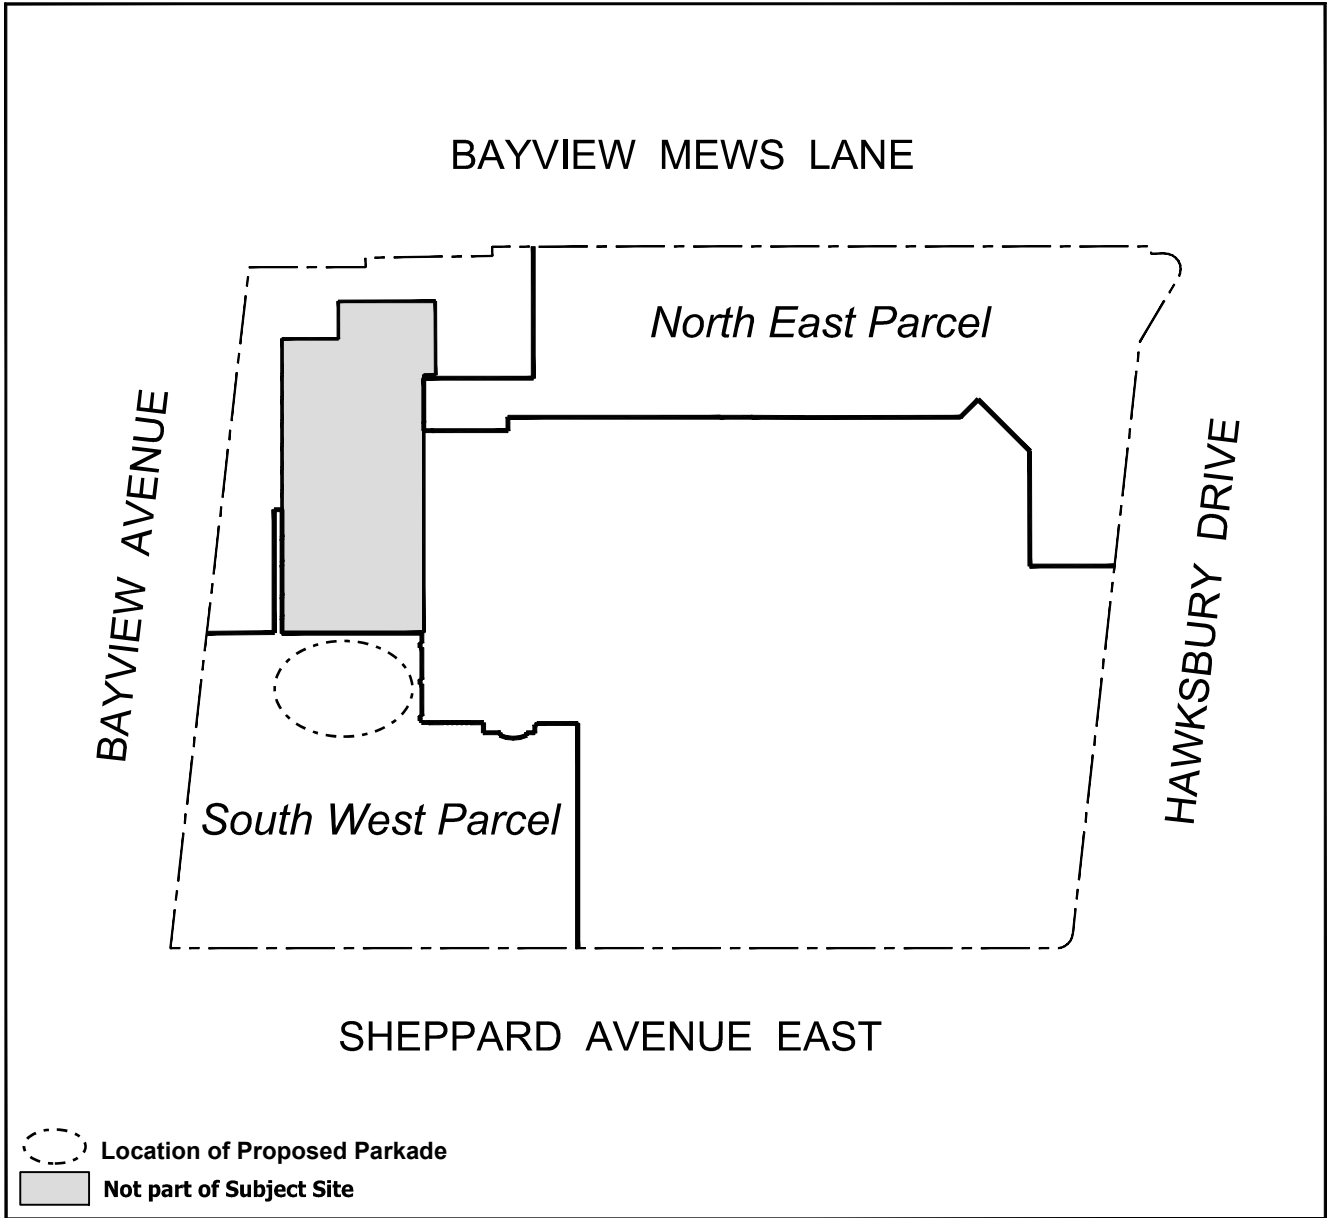 BAYVIEW MEWS LANE
North East Parcel
BAYVIEW AVENUE
HAWKSBURY DRIVE
South West Parcel
SHEPPARD AVENUE EAST
Location of Proposed Parkade
Not part of Subject Site